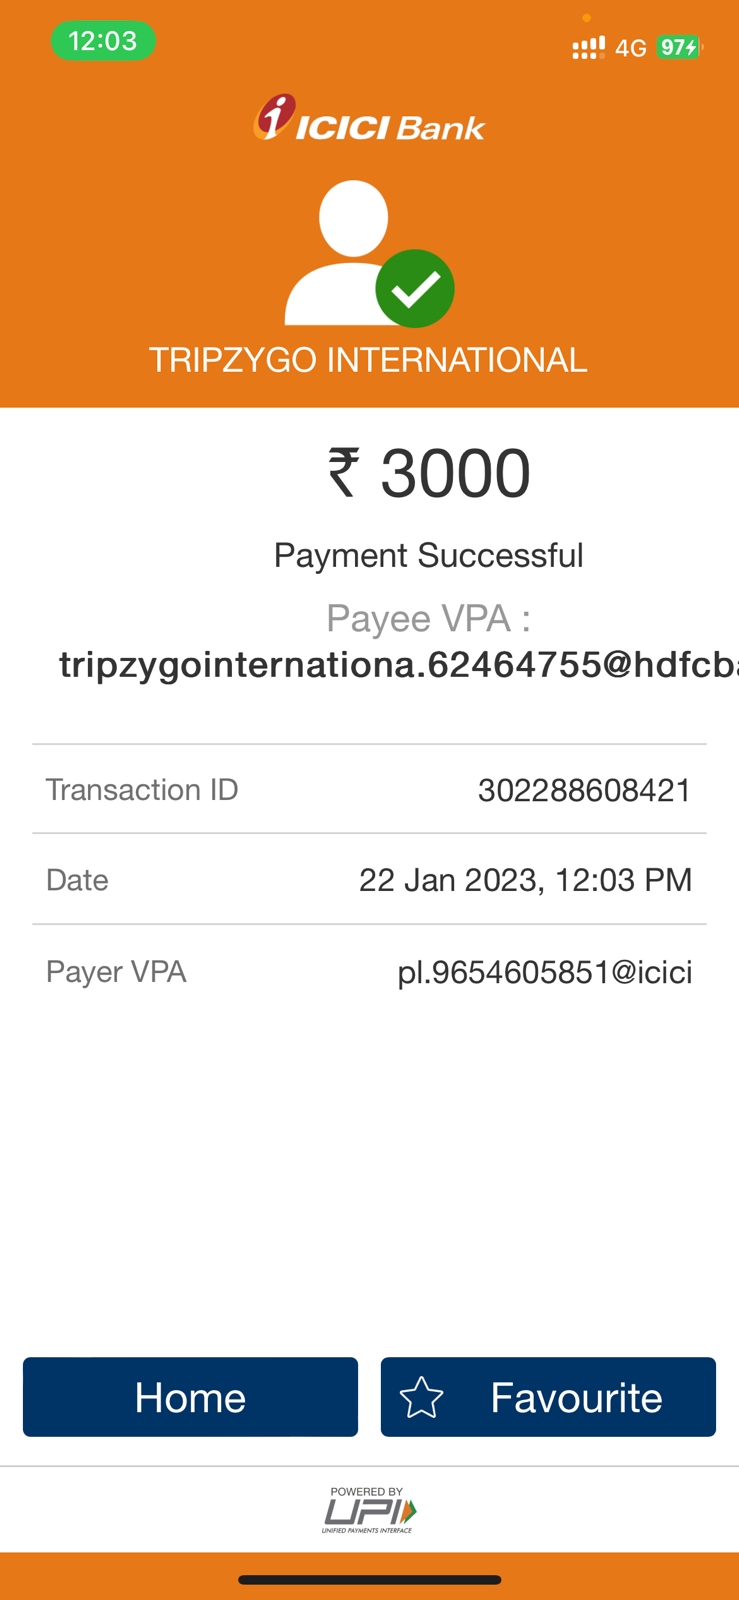 12:03
4G 97
ICICI Bank
TRIPZYGO INTERNATIONAL
₹ 3000
Payment Successful
Payee VPA :
tripzygointernationa.62464755@hdfcb
Transaction ID 302288608421
Date 22 Jan 2023, 12:03 PM
Payer VPA pl.9654605851@icici
Home Favourite
POWERED BY
UPI
UNIFIED PAYMENTS INTERFACE